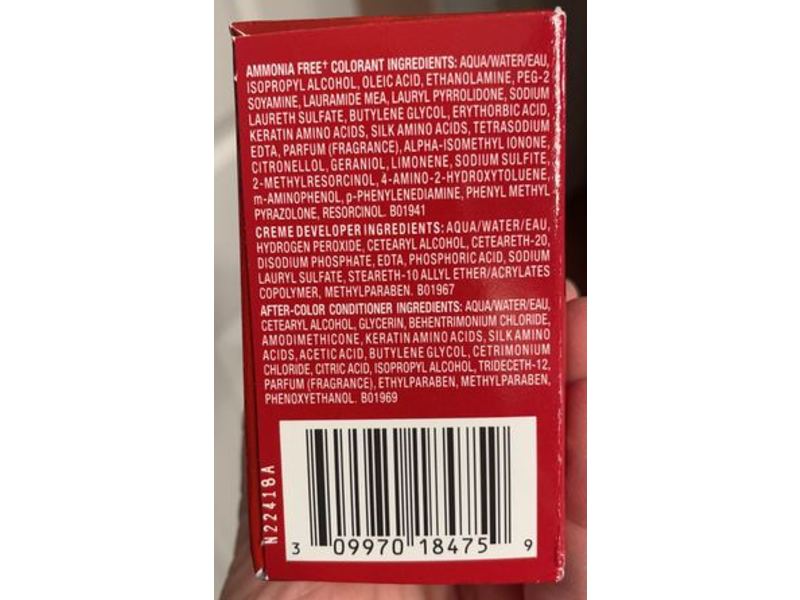 AMMONIA FREE† COLORANT INGREDIENTS: AQUA/WATER/EAU,
ISOPROPYL ALCOHOL, OLEIC ACID, ETHANOLAMINE, PEG-2
SOYAMINE, LAURAMIDE MEA, LAURYL PYRROLIDONE, SODIUM
LAURETH SULFATE, BUTYLENE GLYCOL, ERYTHORBIC ACID,
KERATIN AMINO ACIDS, SILK AMINO ACIDS, TETRASODIUM
EDTA, PARFUM (FRAGRANCE), ALPHA-ISOMETHYL IONONE,
CITRONELLOL, GERANIOL, LIMONENE, SODIUM SULFITE,
2-METHYLRESORCINOL, 4-AMINO-2-HYDROXYTOLUENE,
m-AMINOPHENOL, p-PHENYLENEDIAMINE, PHENYL METHYL
PYRAZOLONE, RESORCINOL. B01941
CREME DEVELOPER INGREDIENTS: AQUA/WATER/EAU,
HYDROGEN PEROXIDE, CETEARYL ALCOHOL, CETEARETH-20,
DISODIUM PHOSPHATE, EDTA, PHOSPHORIC ACID, SODIUM
LAURYL SULFATE, STEARETH-10 ALLYL ETHER/ACRYLATES
COPOLYMER, METHYLPARABEN. B01967
AFTER-COLOR CONDITIONER INGREDIENTS: AQUA/WATER/EAU,
CETEARYL ALCOHOL, GLYCERIN, BEHENTRIMONIUM CHLORIDE,
AMODIMETHICONE, KERATIN AMINO ACIDS, SILK AMINO
ACIDS, ACETIC ACID, BUTYLENE GLYCOL, CETRIMONIUM
CHLORIDE, CITRIC ACID, ISOPROPYL ALCOHOL, TRIDECETH-12,
PARFUM (FRAGRANCE), ETHYLPARABEN, METHYLPARABEN,
PHENOXYETHANOL. B01969
N22418A
3 09970 18475 9